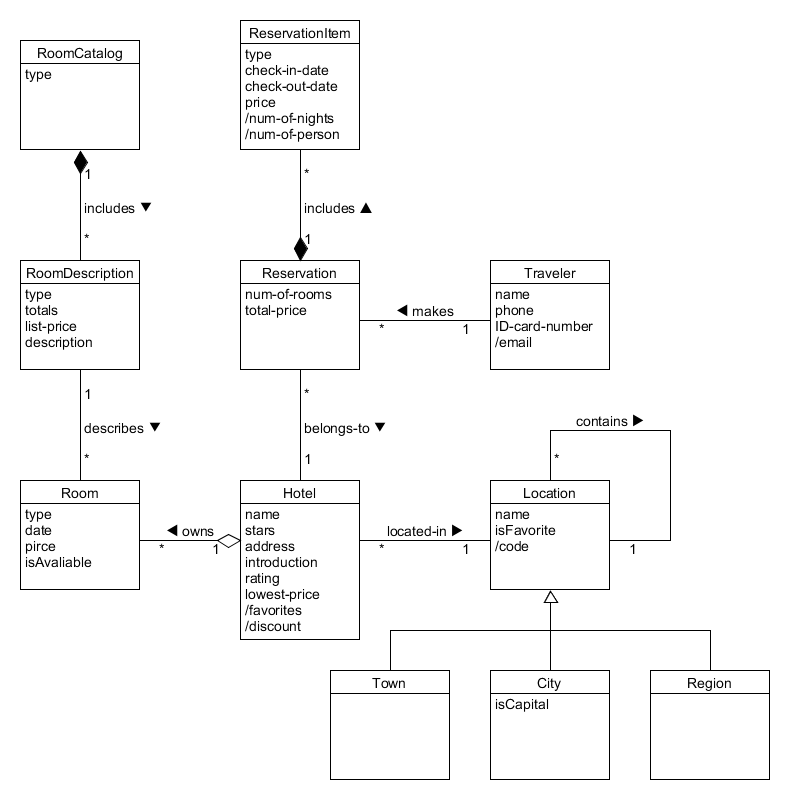 ReservationItem
type
check-in-date
check-out-date
price
/num-of-nights
/num-of-person
RoomCatalog
type
1
includes ▼
*
*
includes ▲
1
RoomDescription
type
totals
list-price
description
Reservation
num-of-rooms
total-price
◀ makes
*
1
Traveler
name
phone
ID-card-number
/email
1
describes ▼
*
*
belongs-to ▼
1
contains ▶
*
1
Room
type
date
pirce
isAvaliable
◀ owns
*
1
Hotel
name
stars
address
introduction
rating
lowest-price
/favorites
/discount
located-in ▶
*
1
Location
name
isFavorite
/code
Town
City
isCapital
Region